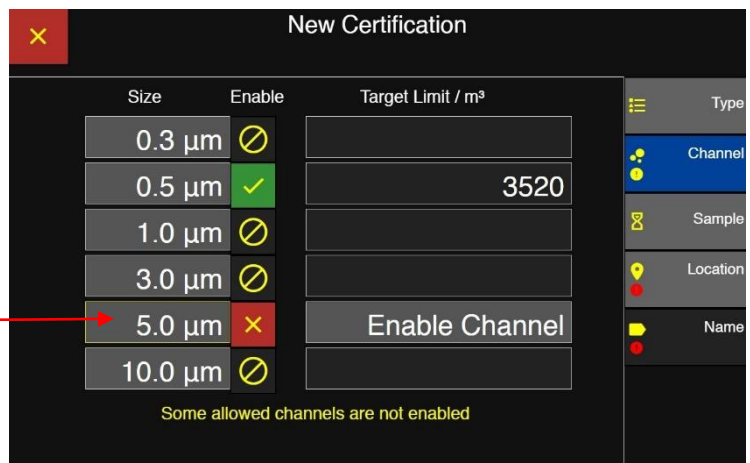 New Certification
Size Enable Target Limit / m³
0.3 µm
0.5 µm 3520
1.0 µm
3.0 µm
5.0 µm Enable Channel
10.0 µm
Some allowed channels are not enabled
Type
Channel
Sample
Location
Name